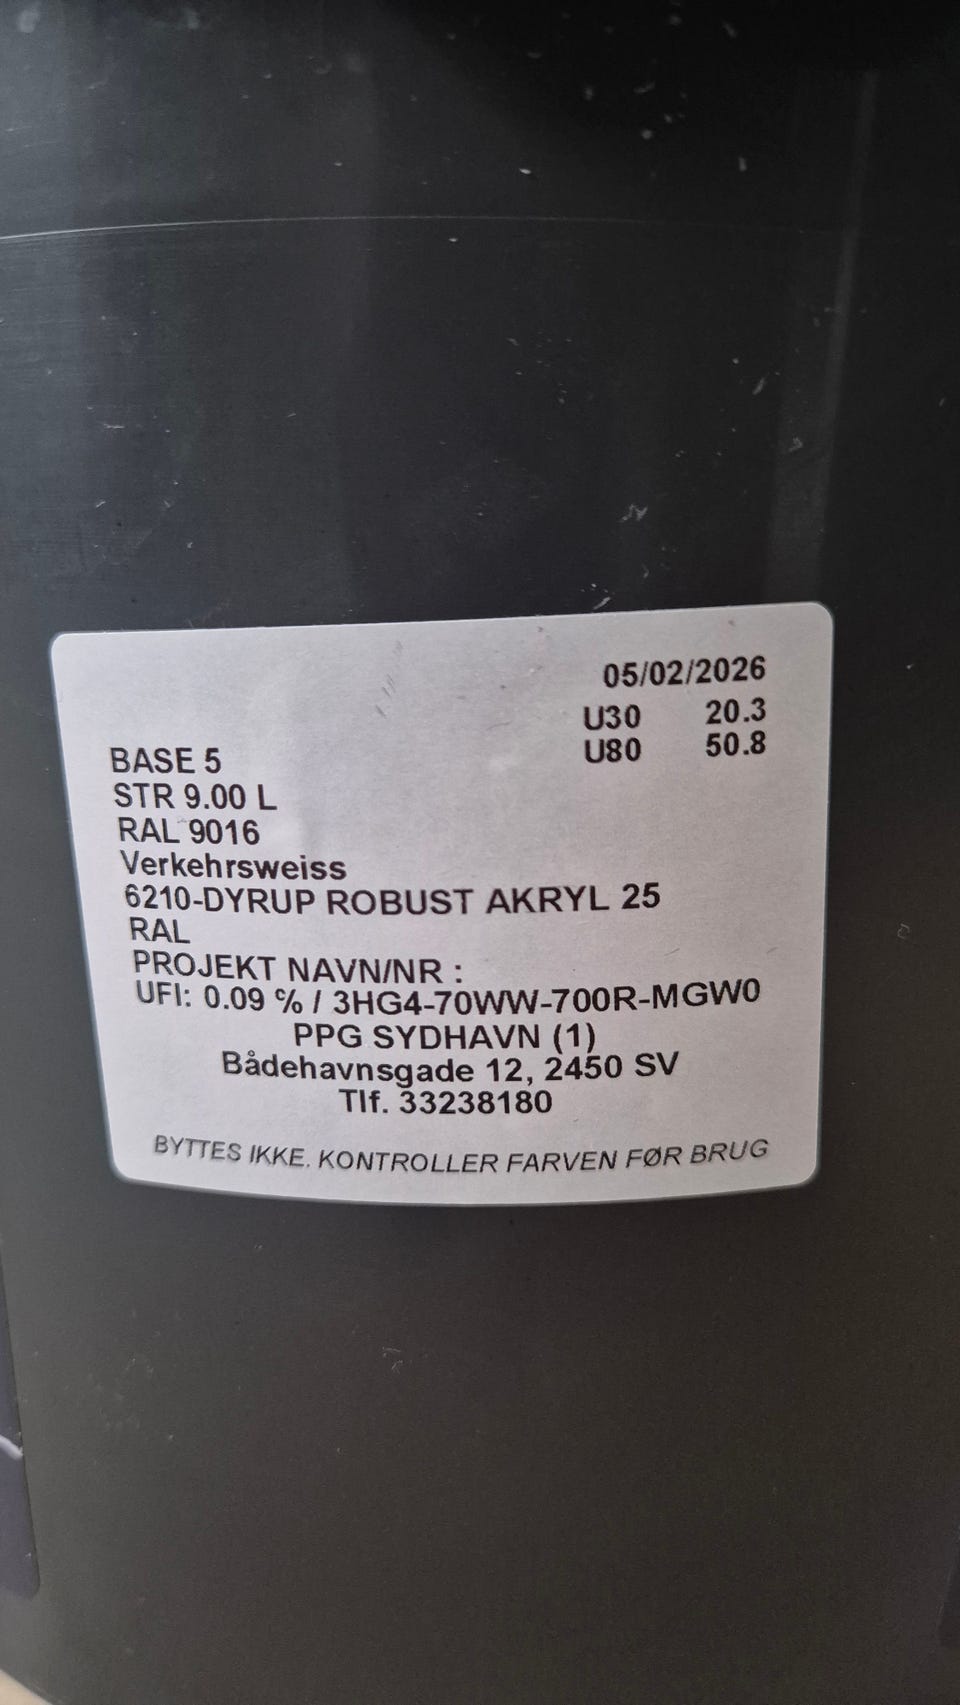 05/02/2026
U30 20.3
U80 50.8
BASE 5
STR 9.00 L
RAL 9016
Verkehrsweiss
6210-DYRUP ROBUST AKRYL 25
RAL
PROJEKT NAVN/NR :
UFI: 0.09 % / 3HG4-70WW-700R-MGW0
PPG SYDHAVN (1)
Bådehavnsgade 12, 2450 SV
Tlf. 33238180
BYTTES IKKE. KONTROLLER FARVEN FØR BRUG